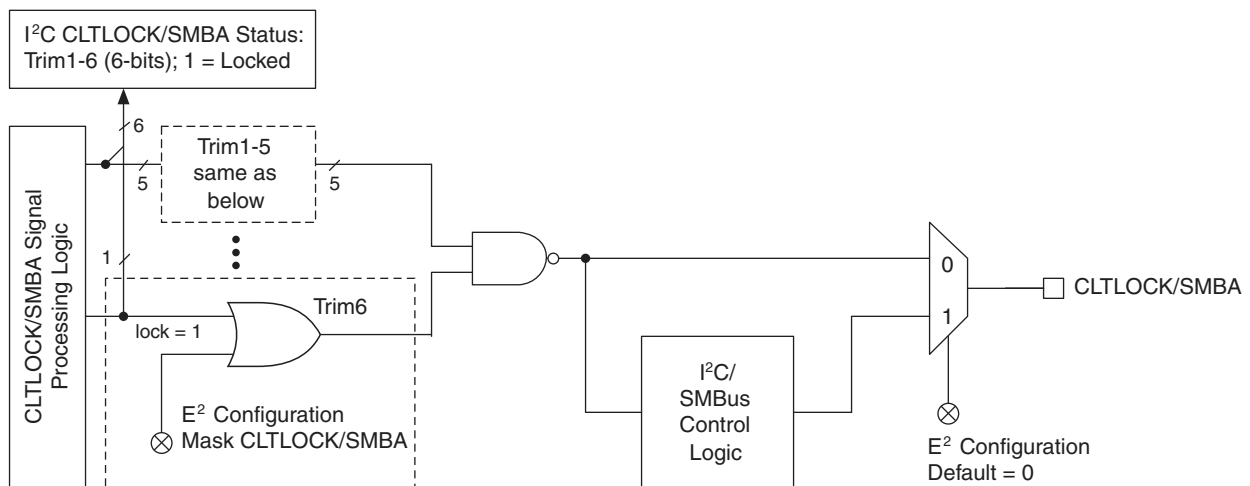 I²C CLTLOCK/SMBA Status:
Trim1-6 (6-bits); 1 = Locked
6
CLTLOCK/SMBA Signal
Processing Logic
5
Trim1-5
same as
below
5
1
Trim6
lock = 1
E² Configuration
Mask CLTLOCK/SMBA
0
1
CLTLOCK/SMBA
I²C/
SMBus
Control
Logic
E² Configuration
Default = 0